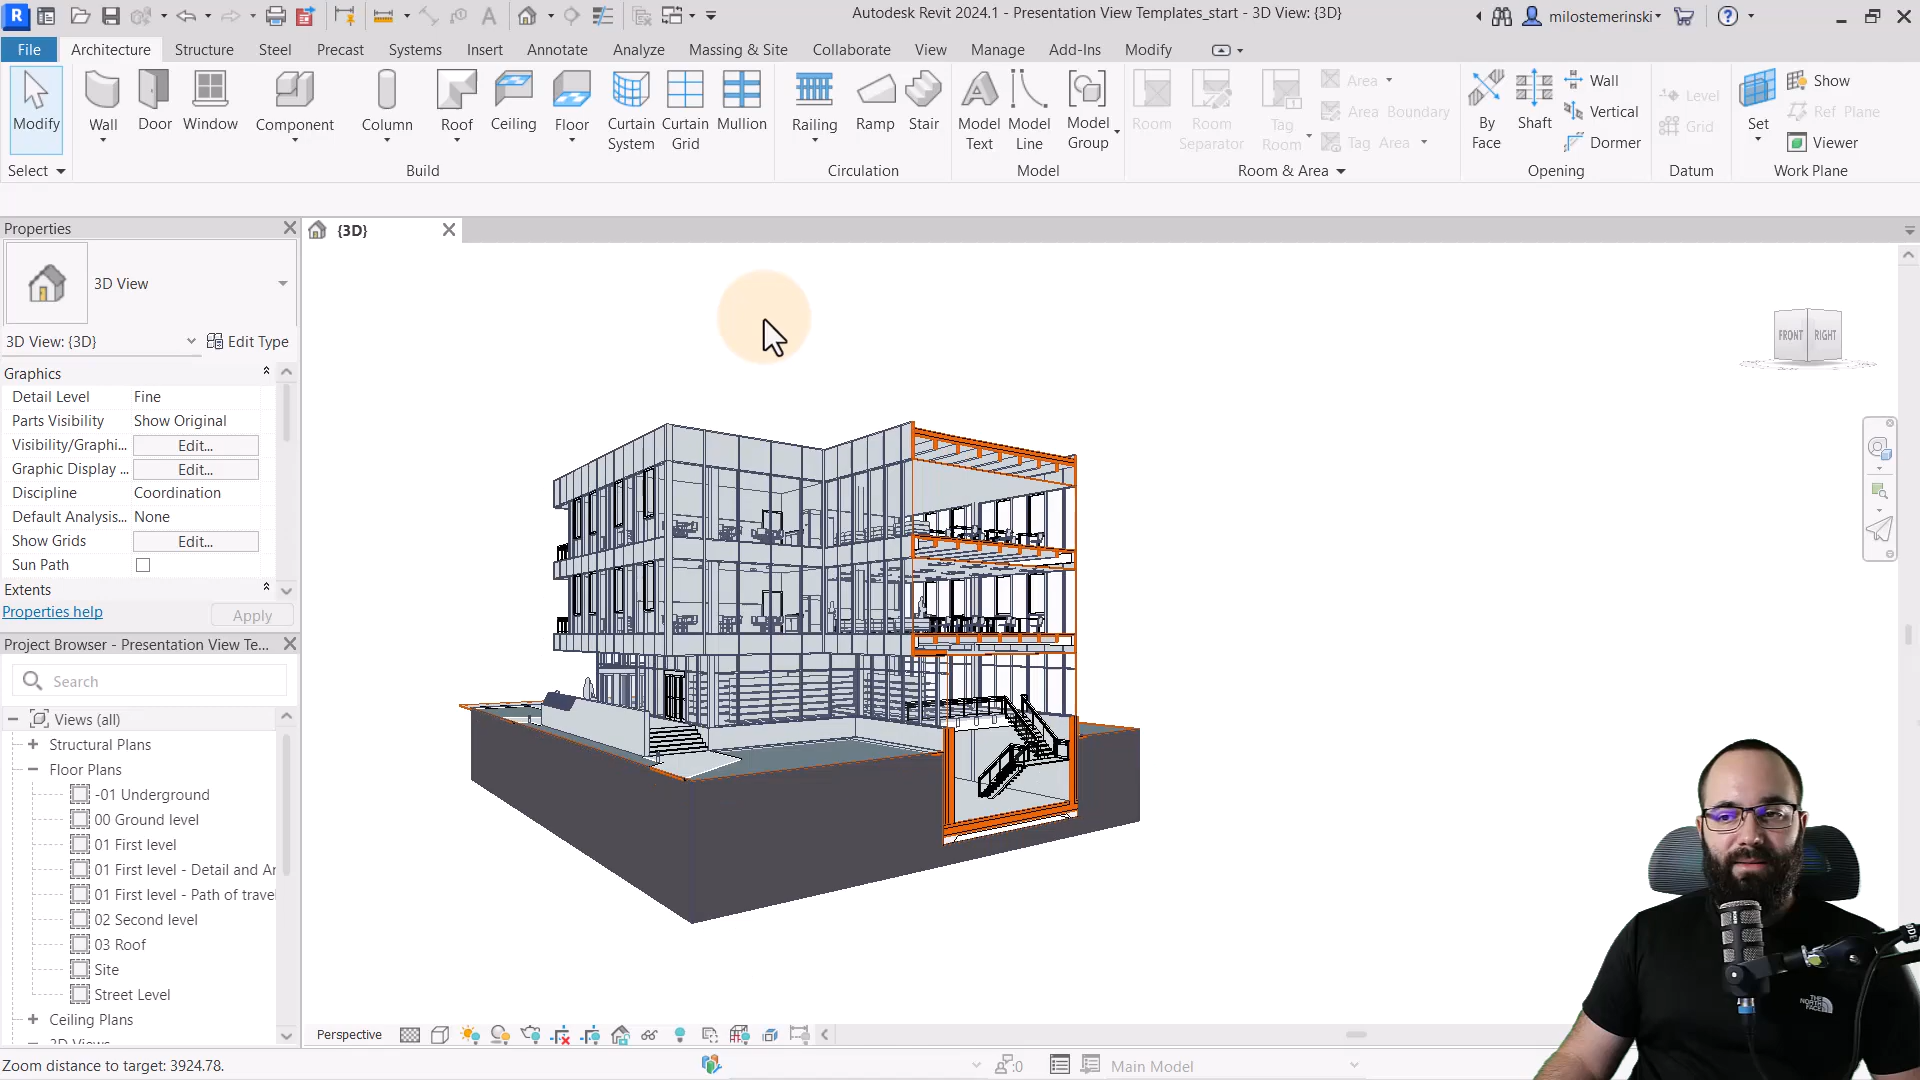 Autodesk Revit 2024.1 - Presentation View Templates_start - 3D View: {3D}
milostemerinski
File Architecture Structure Steel Precast Systems Insert Annotate Analyze Massing & Site Collaborate View Manage Add-Ins Modify
Modify
Wall
Door
Window
Component
Column
Roof
Ceiling
Floor
Curtain System
Curtain Grid
Mullion
Railing
Ramp
Stair
Model Text
Model Line
Model Group
Room
Room Separator
Tag Room
Area
Area Boundary
Tag Area
By Face
Shaft
Wall
Vertical
Dormer
Level
Grid
Set
Show
Ref Plane
Viewer
Select
Build
Circulation
Model
Room & Area
Opening
Datum
Work Plane
Properties
{3D}
3D View
3D View: {3D}
Edit Type
Graphics
Detail Level Fine
Parts Visibility Show Original
Visibility/Graphi... Edit...
Graphic Display ... Edit...
Discipline Coordination
Default Analysis... None
Show Grids Edit...
Sun Path
Extents
Properties help
Apply
Project Browser - Presentation View Te...
Search
Views (all)
Structural Plans
Floor Plans
-01 Underground
00 Ground level
01 First level
01 First level - Detail and Ar
01 First level - Path of trave
02 Second level
03 Roof
Site
Street Level
Ceiling Plans
FRONT
RIGHT
Perspective
Zoom distance to target: 3924.78.
:0
Main Model
THE NORTH FACE